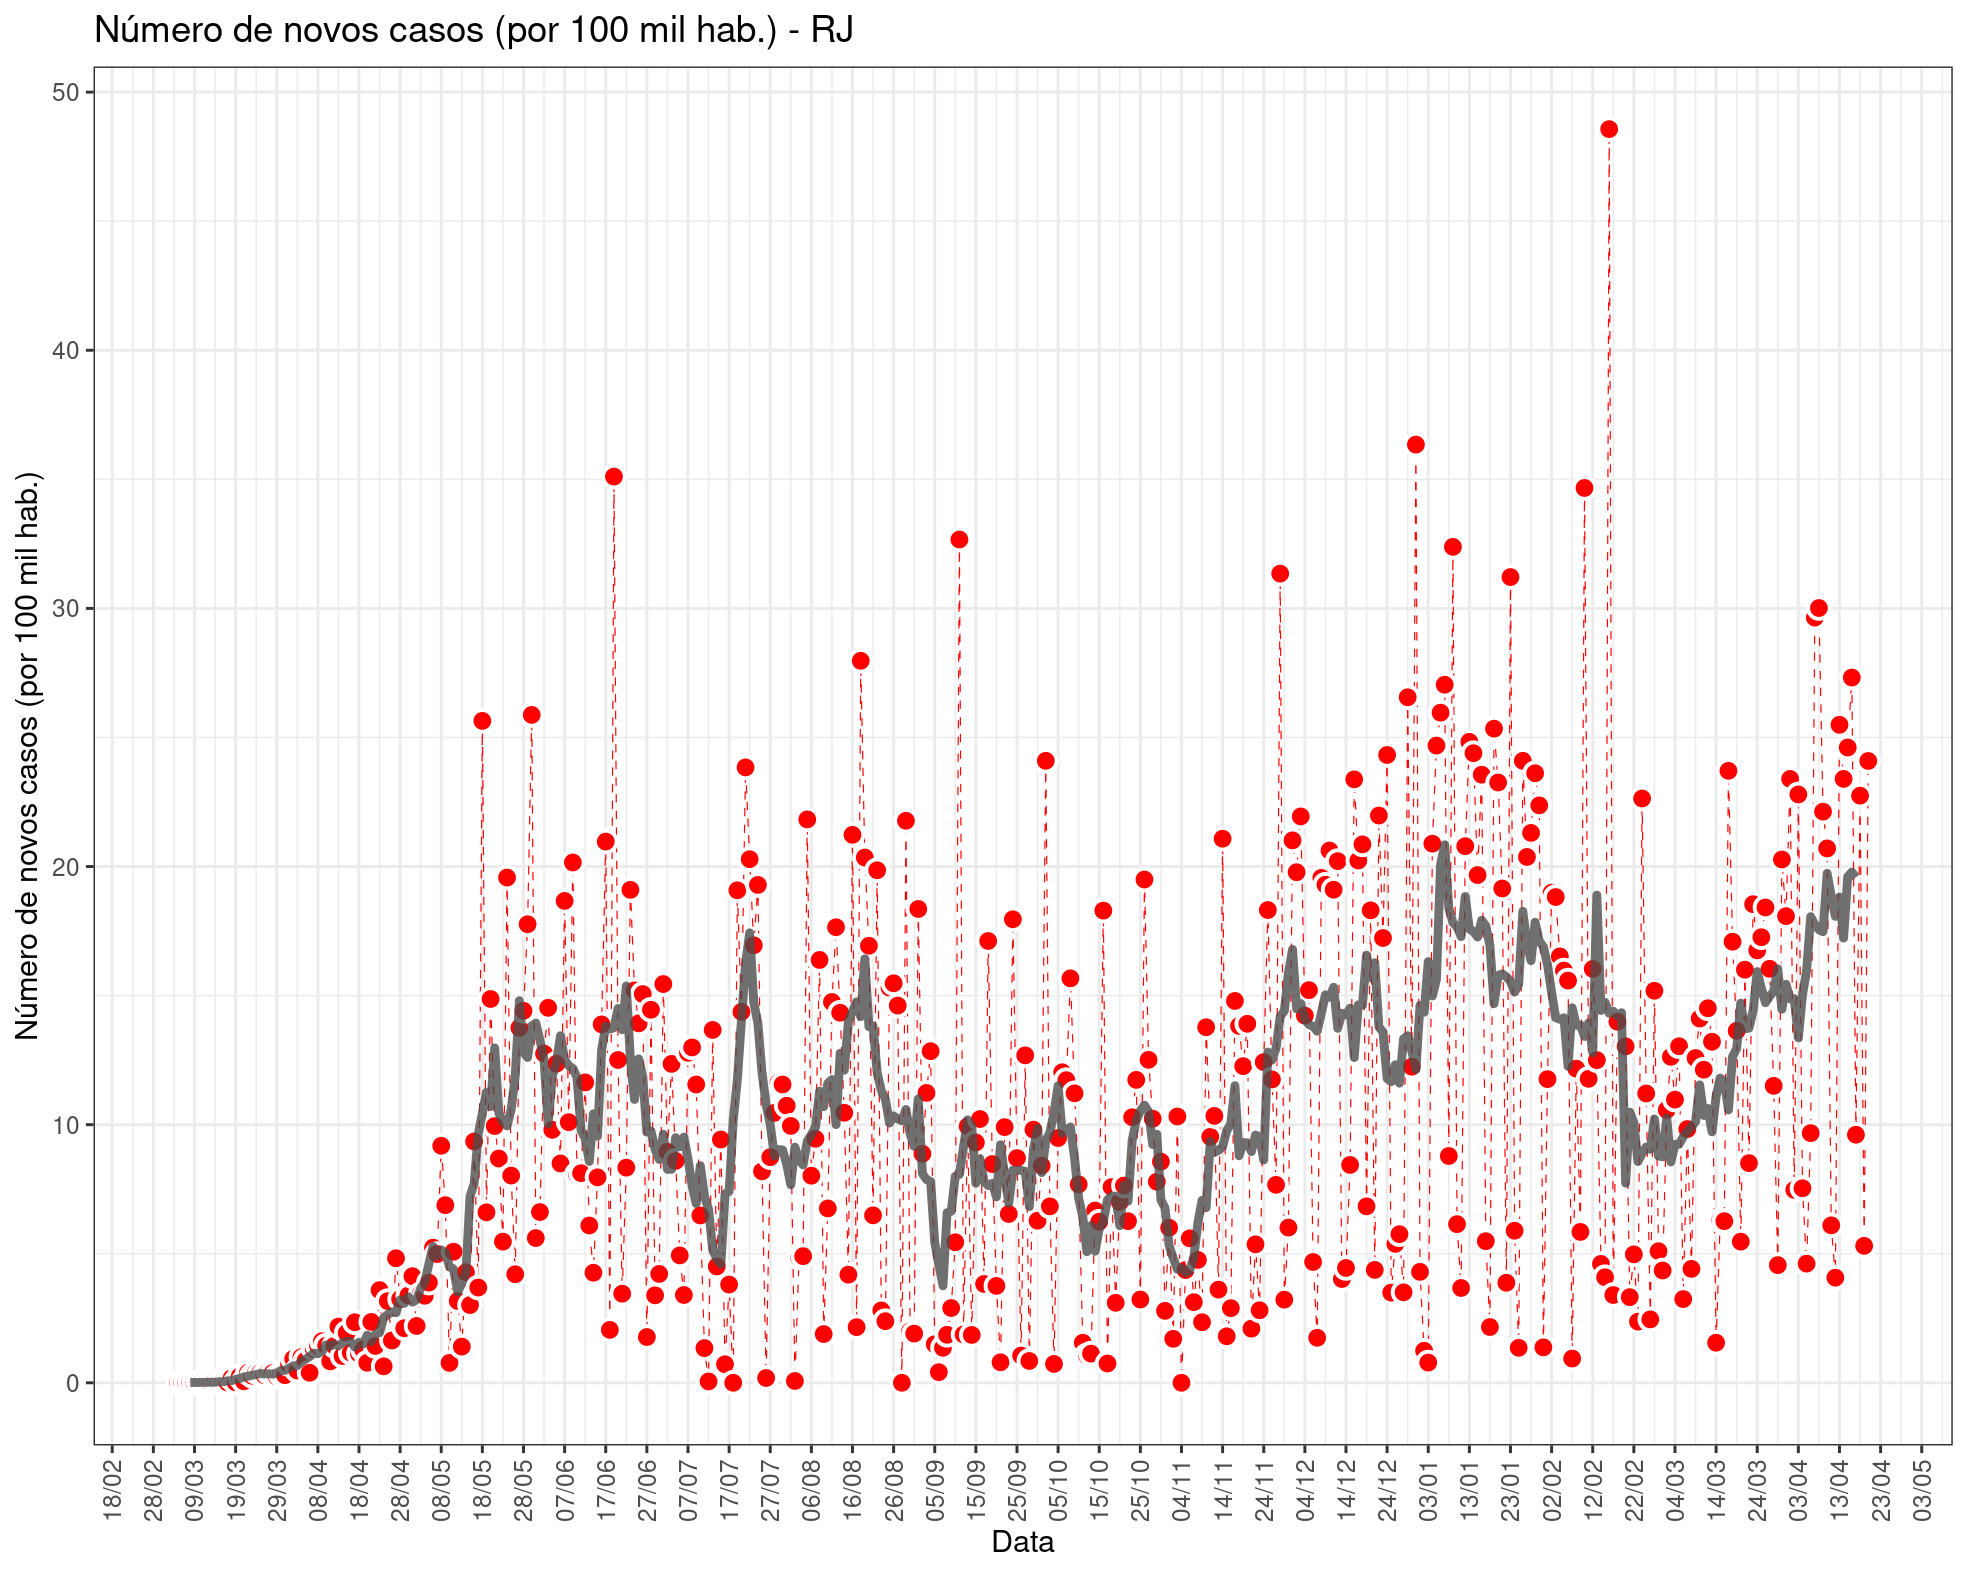 Número de novos casos (por 100 mil hab.) - RJ
Número de novos casos (por 100 mil hab.)
50
40
30
20
10
0
18/02 28/02 09/03 19/03 29/03 08/04 18/04 28/04 08/05 18/05 28/05 07/06 17/06 27/06 07/07 17/07 27/07 06/08 16/08 26/08 05/09 15/09 25/09 05/10 15/10 25/10 04/11 14/11 24/11 04/12 14/12 24/12 03/01 13/01 23/01 02/02 12/02 22/02 04/03 14/03 24/03 03/04 13/04 23/04 03/05
Data